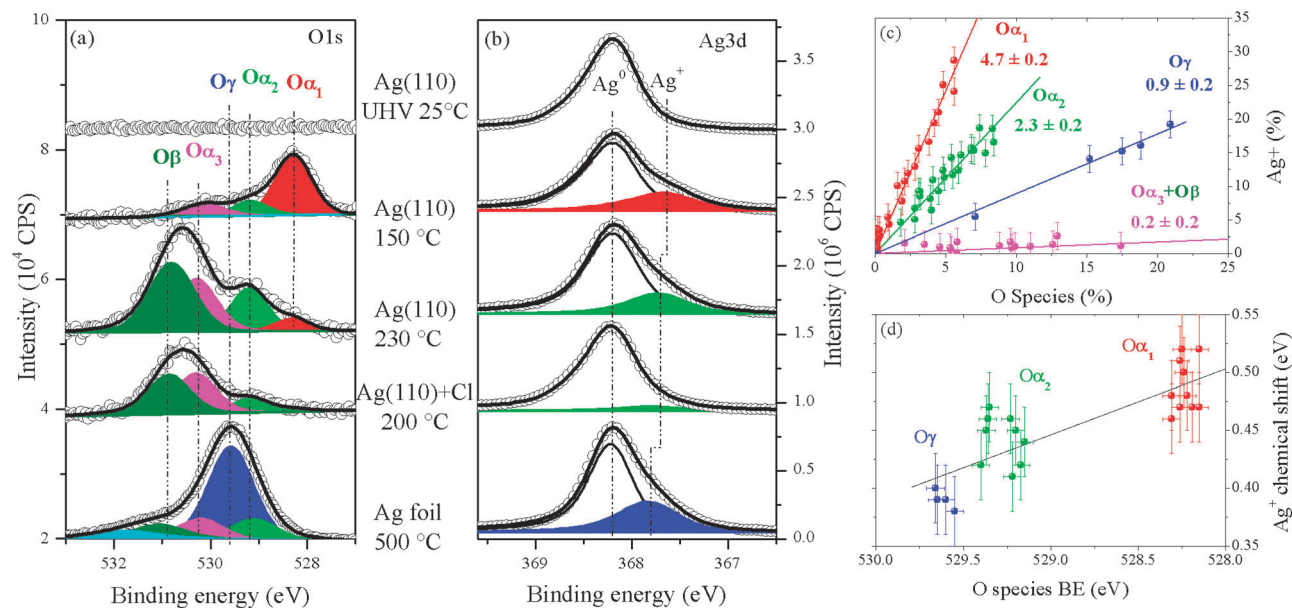 (a)
O1s
Oγ
Oα2
Oα1
Oβ
Oα3
10
8
6
4
2
Intensity (10^4 CPS)
532
530
528
Binding energy (eV)
Ag(110)
UHV 25°C
Ag(110)
150 °C
Ag(110)
230 °C
Ag(110)+Cl
200 °C
Ag foil
500 °C
(b)
Ag3d
Ag^0
Ag^+
3.5
3.0
2.5
2.0
1.5
1.0
0.5
0.0
Intensity (10^6 CPS)
369
368
367
Binding energy (eV)
(c)
Oα1
4.7 ± 0.2
Oα2
2.3 ± 0.2
Oγ
0.9 ± 0.2
Oα3+Oβ
0.2 ± 0.2
35
30
25
20
15
10
5
0
Ag+ (%)
0
5
10
15
20
25
O Species (%)
(d)
Oα1
Oα2
Oγ
0.55
0.50
0.45
0.40
0.35
Ag^+ chemical shift (eV)
530.0
529.5
529.0
528.5
528.0
O species BE (eV)